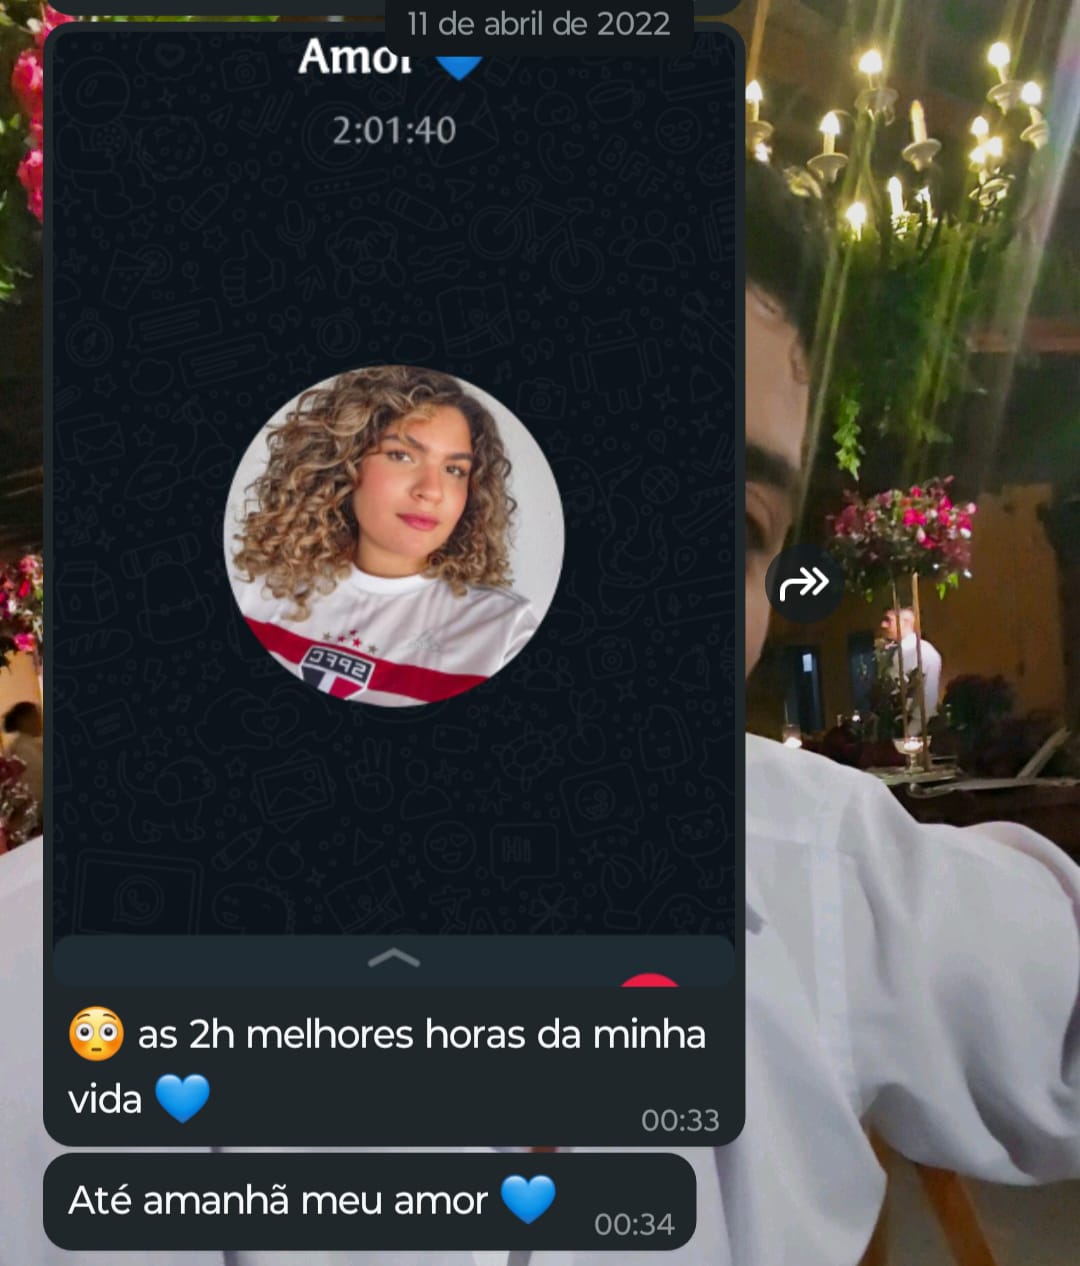 11 de abril de 2022
Amor 💙
2:01:40
SPFC
😳 as 2h melhores horas da minha
vida 💙
00:33
Até amanhã meu amor 💙
00:34